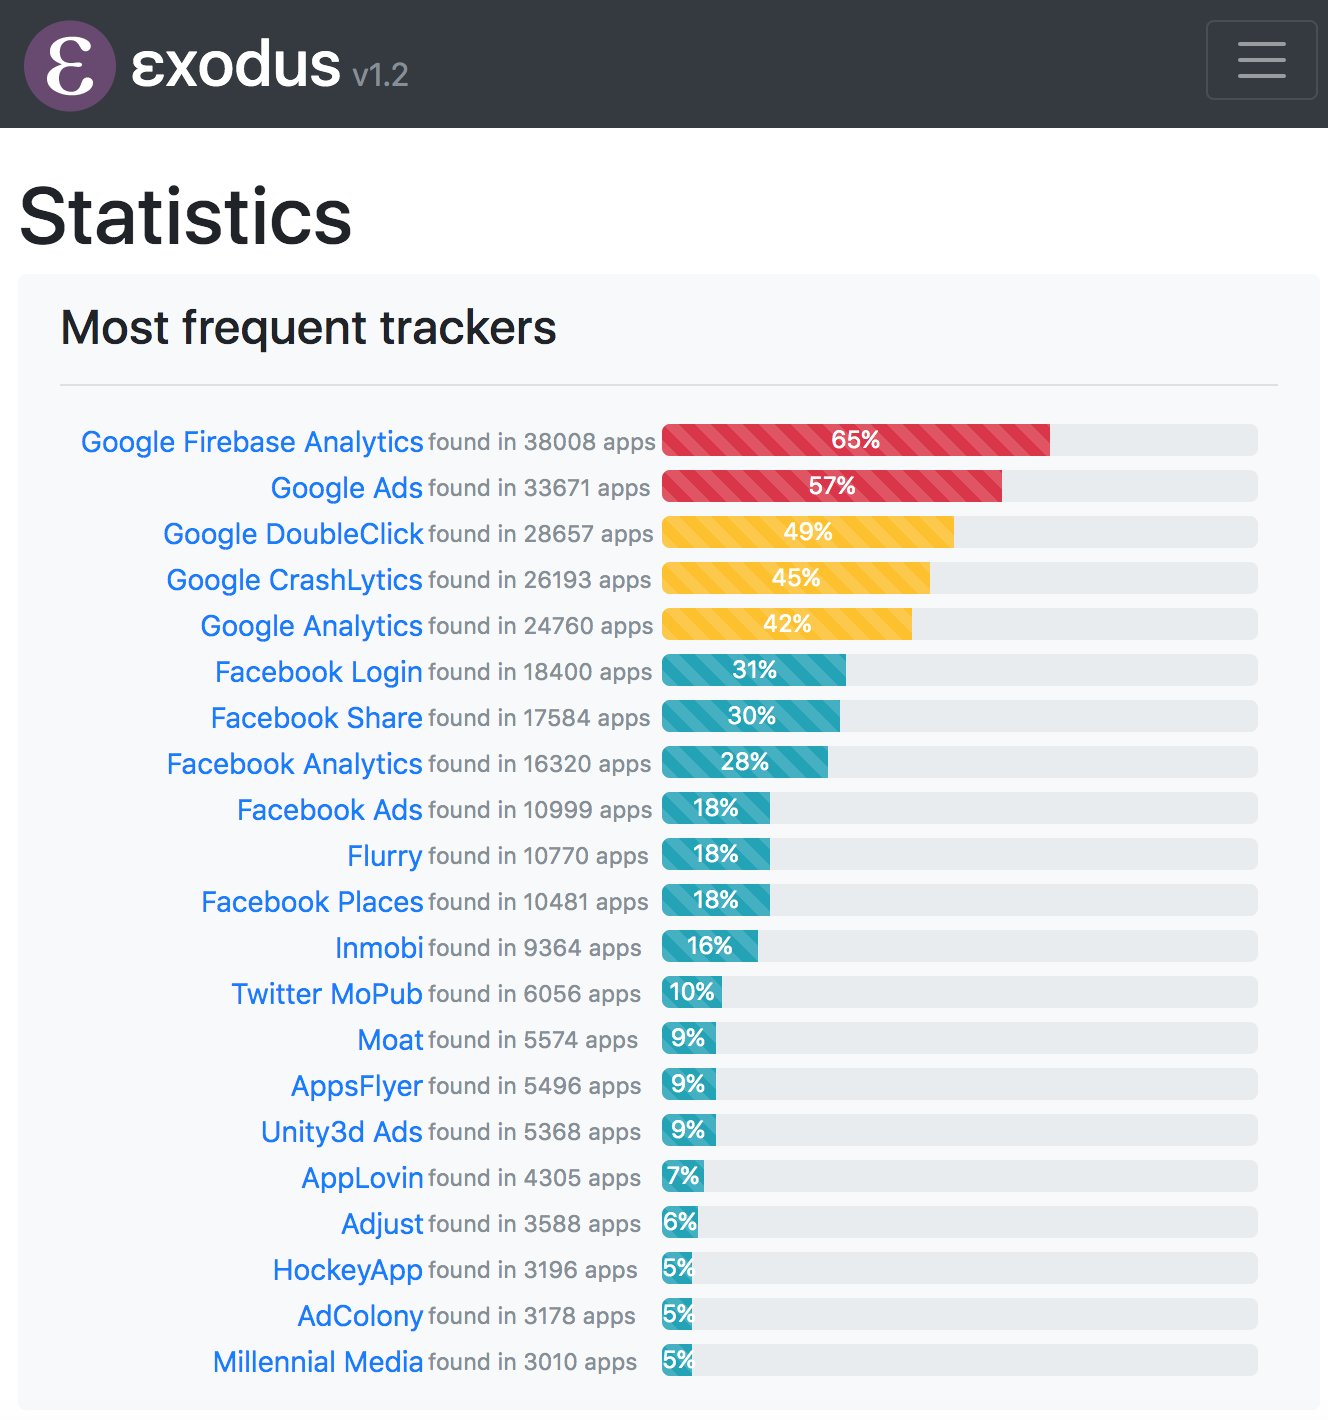 ε εxodus v1.2
Statistics
Most frequent trackers
Google Firebase Analytics found in 38008 apps 65%
Google Ads found in 33671 apps 57%
Google DoubleClick found in 28657 apps 49%
Google CrashLytics found in 26193 apps 45%
Google Analytics found in 24760 apps 42%
Facebook Login found in 18400 apps 31%
Facebook Share found in 17584 apps 30%
Facebook Analytics found in 16320 apps 28%
Facebook Ads found in 10999 apps 18%
Flurry found in 10770 apps 18%
Facebook Places found in 10481 apps 18%
Inmobi found in 9364 apps 16%
Twitter MoPub found in 6056 apps 10%
Moat found in 5574 apps 9%
AppsFlyer found in 5496 apps 9%
Unity3d Ads found in 5368 apps 9%
AppLovin found in 4305 apps 7%
Adjust found in 3588 apps 6%
HockeyApp found in 3196 apps 5%
AdColony found in 3178 apps 5%
Millennial Media found in 3010 apps 5%